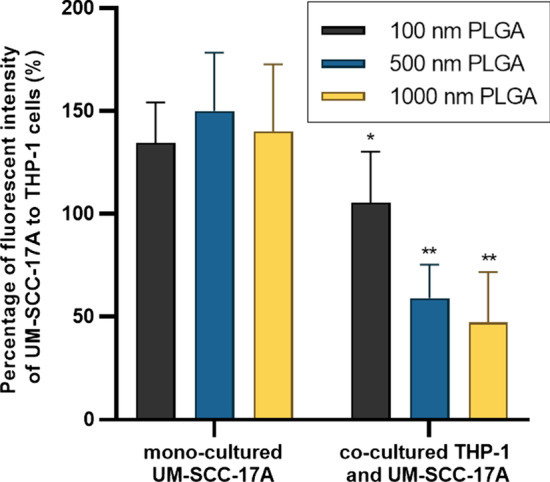 Percentage of fluorescent intensity
of UM-SCC-17A to THP-1 cells (%)
200
150
100
50
0
100 nm PLGA
500 nm PLGA
1000 nm PLGA
*
**
**
mono-cultured
UM-SCC-17A
co-cultured THP-1
and UM-SCC-17A